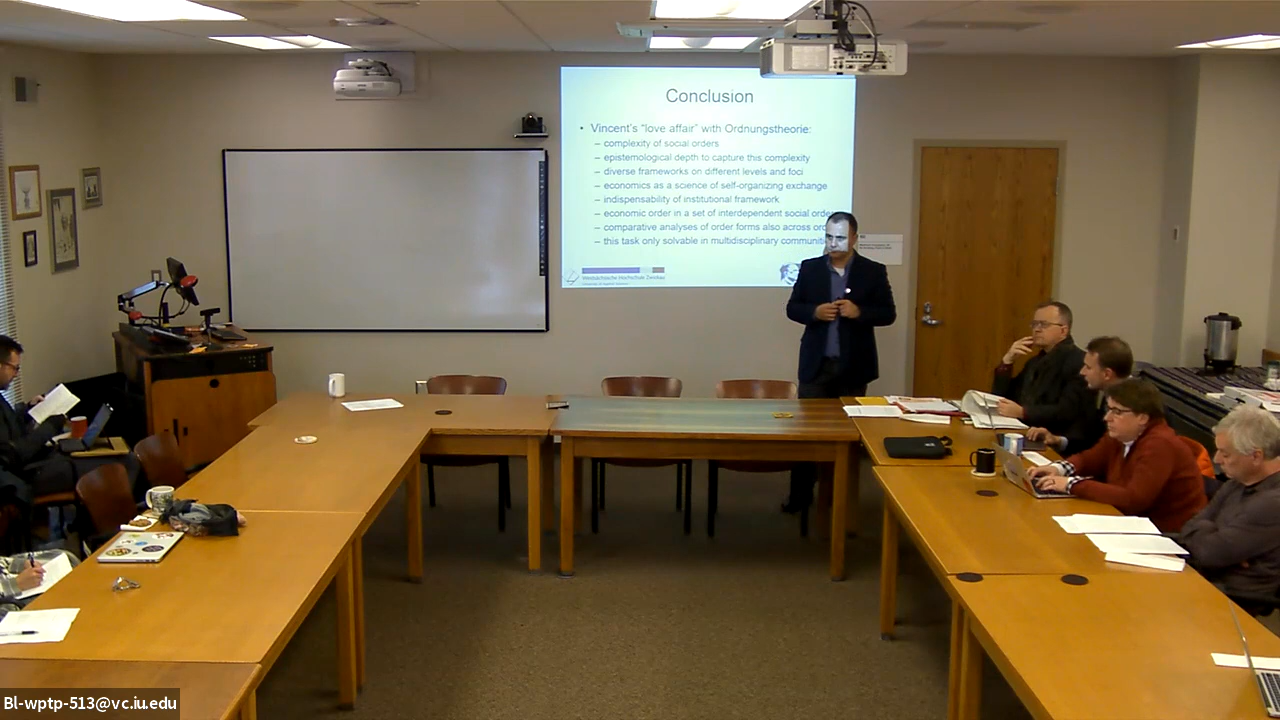 Conclusion
• Vincent's "love affair" with Ordnungstheorie:
– complexity of social orders
– epistemological depth to capture this complexity
– diverse frameworks on different levels and foci
– economics as a science of self-organizing exchange
– indispensability of institutional framework
– economic order in a set of interdependent social
– comparative analyses of order forms also across
– this task only solvable in multidisciplinary
Westsächsische Hochschule Zwickau
Bl-wptp-513@vc.iu.edu